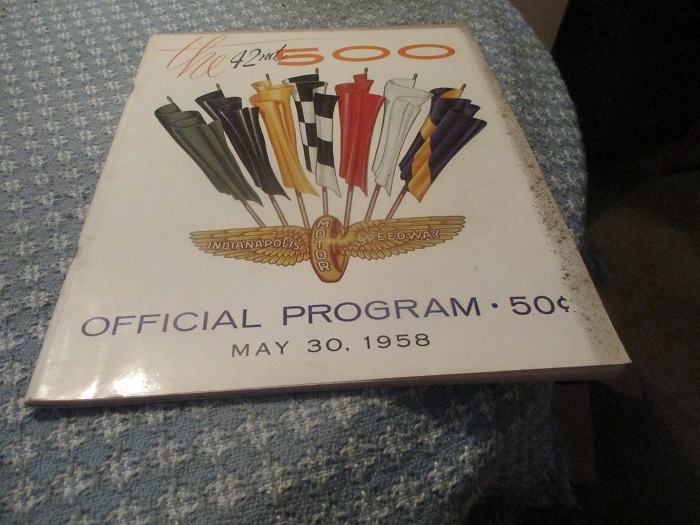 the 42nd 500
INDIANAPOLIS MOTOR SPEEDWAY
OFFICIAL PROGRAM • 50¢
MAY 30, 1958